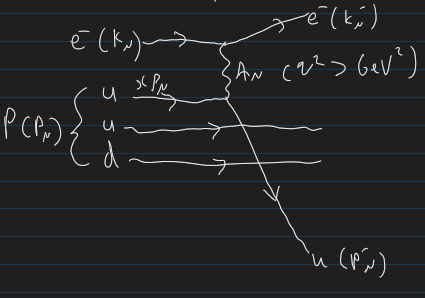 e⁻(k̄_μ)
e⁻(k_μ)
A_μ (q² > GeV²)
u xP_μ
P(P_μ) { u
d
u (p̄_μ)